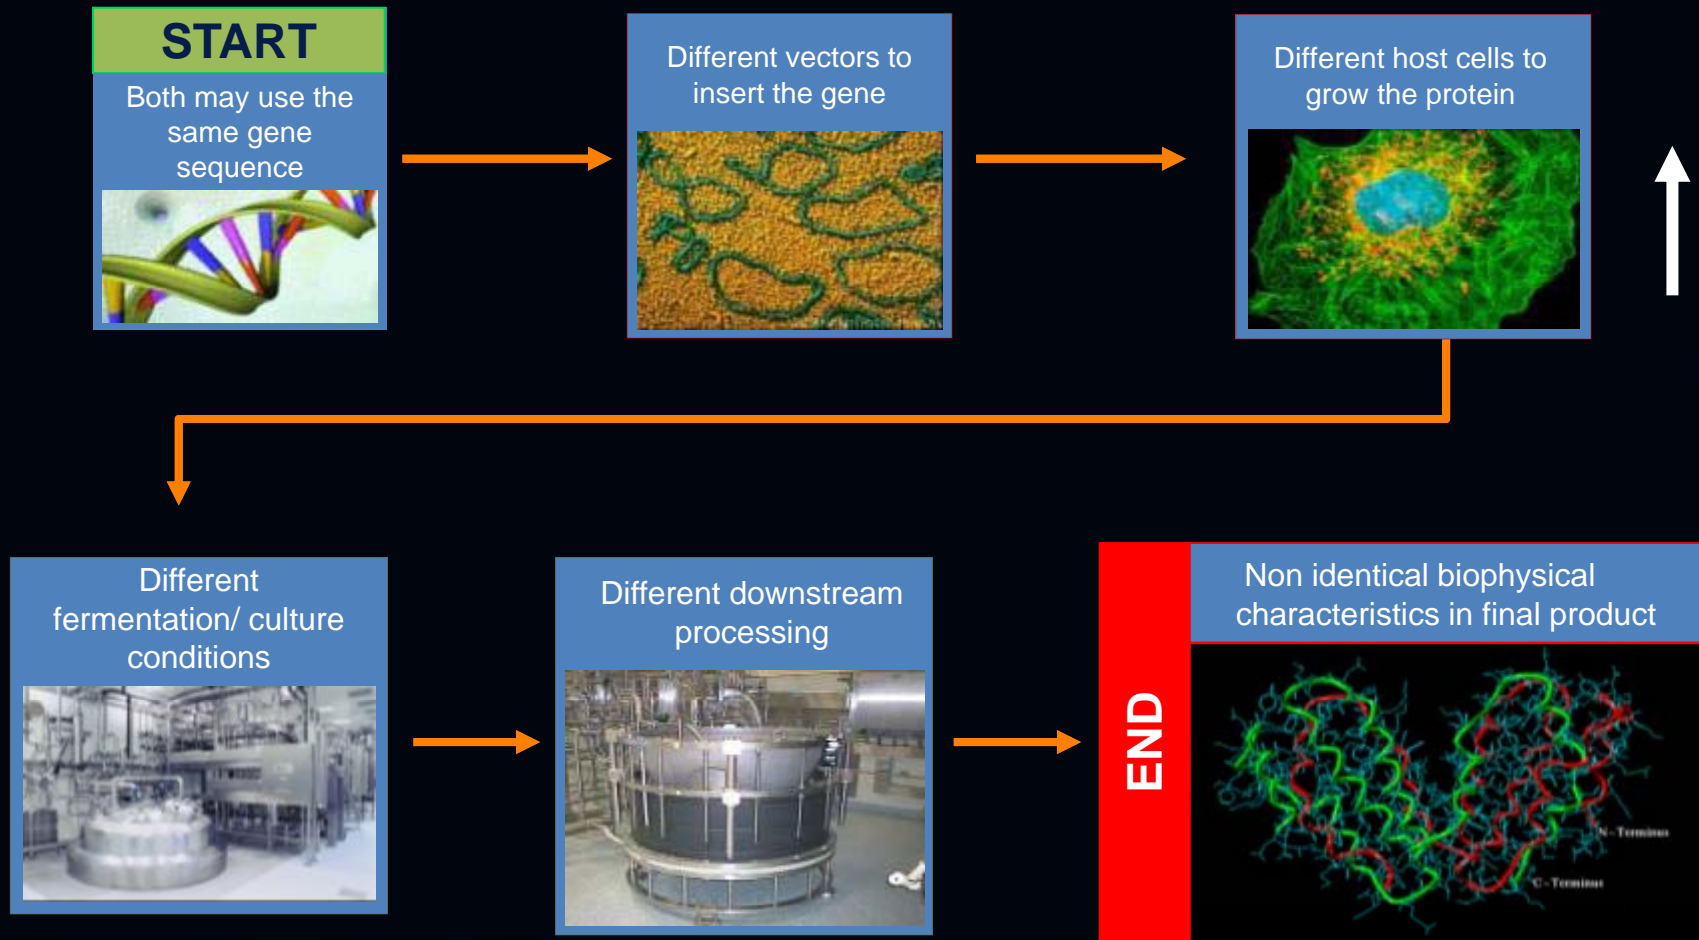 START
Both may use the
same gene
sequence
Different vectors to
insert the gene
Different host cells to
grow the protein
Different
fermentation/ culture
conditions
Different downstream
processing
END
Non identical biophysical
characteristics in final product
N-Terminus
C-Terminus